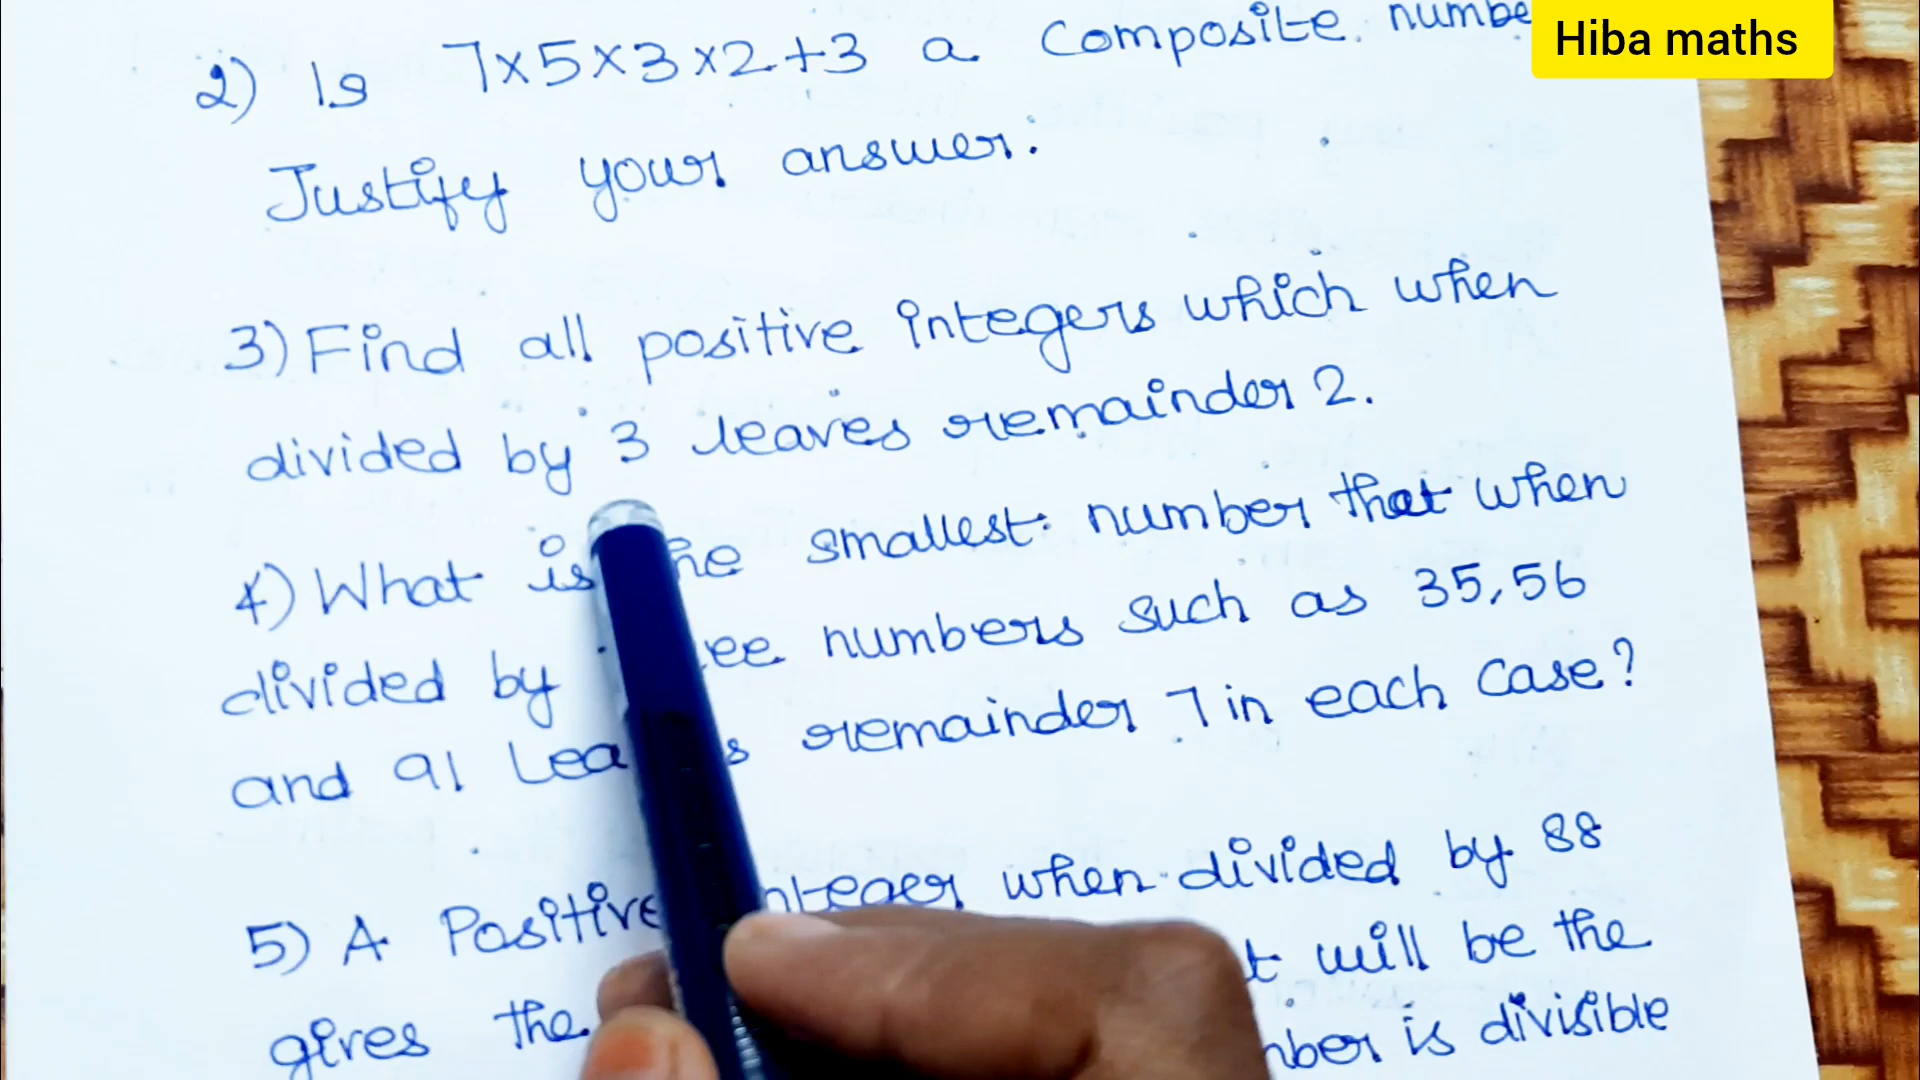 Hiba maths
2) Is 7×5×3×2+3 a Composite numbe
Justify your answer.
3) Find all positive integers which when
divided by 3 leaves remainder 2.
4) What is he smallest number that when
divided by ee numbers such as 35,56
and 91 Lea s remainder 7 in each case?
5) A Positive nteger when divided by 88
gives the t will be the
nber is divisible